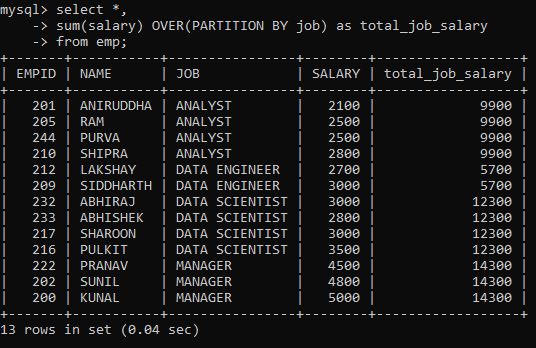 mysql> select *,
    -> sum(salary) OVER(PARTITION BY job) as total_job_salary
    -> from emp;
+-------+-----------+----------------+--------+------------------+
| EMPID | NAME      | JOB            | SALARY | total_job_salary |
+-------+-----------+----------------+--------+------------------+
|   201 | ANIRUDDHA | ANALYST        |   2100 |             9900 |
|   205 | RAM       | ANALYST        |   2500 |             9900 |
|   244 | PURVA     | ANALYST        |   2500 |             9900 |
|   210 | SHIPRA    | ANALYST        |   2800 |             9900 |
|   212 | LAKSHAY   | DATA ENGINEER  |   2700 |             5700 |
|   209 | SIDDHARTH | DATA ENGINEER  |   3000 |             5700 |
|   232 | ABHIRAJ   | DATA SCIENTIST |   3000 |            12300 |
|   233 | ABHISHEK  | DATA SCIENTIST |   2800 |            12300 |
|   217 | SHAROON   | DATA SCIENTIST |   3000 |            12300 |
|   216 | PULKIT    | DATA SCIENTIST |   3500 |            12300 |
|   222 | PRANAV    | MANAGER        |   4500 |            14300 |
|   202 | SUNIL     | MANAGER        |   4800 |            14300 |
|   200 | KUNAL     | MANAGER        |   5000 |            14300 |
+-------+-----------+----------------+--------+------------------+
13 rows in set (0.04 sec)